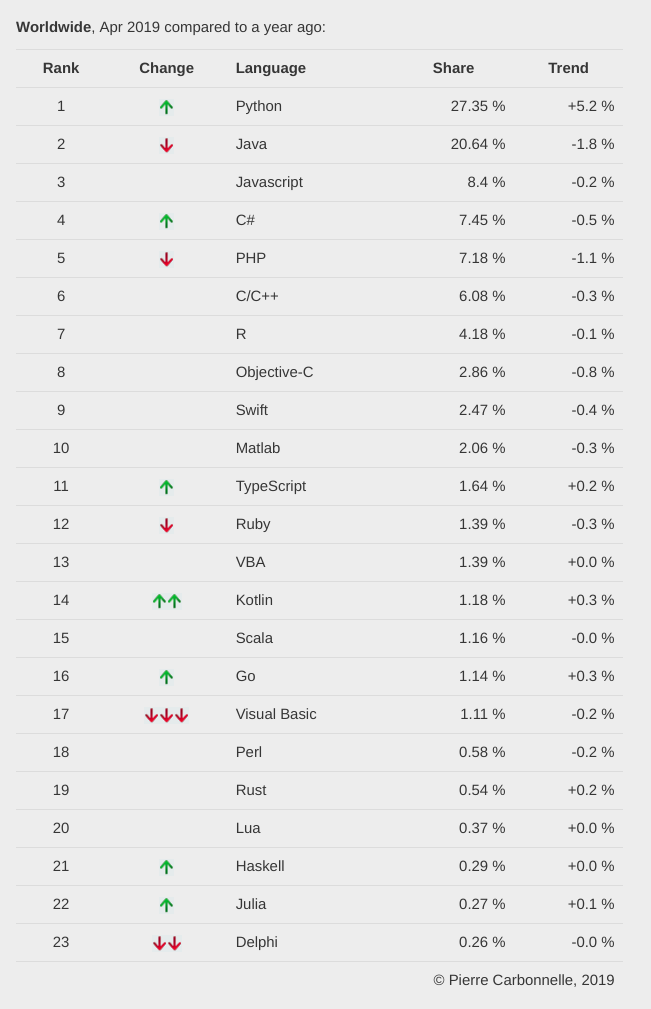 Worldwide, Apr 2019 compared to a year ago:
Rank Change Language Share Trend
1 ↑ Python 27.35 % +5.2 %
2 ↓ Java 20.64 % -1.8 %
3 Javascript 8.4 % -0.2 %
4 ↑ C# 7.45 % -0.5 %
5 ↓ PHP 7.18 % -1.1 %
6 C/C++ 6.08 % -0.3 %
7 R 4.18 % -0.1 %
8 Objective-C 2.86 % -0.8 %
9 Swift 2.47 % -0.4 %
10 Matlab 2.06 % -0.3 %
11 ↑ TypeScript 1.64 % +0.2 %
12 ↓ Ruby 1.39 % -0.3 %
13 VBA 1.39 % +0.0 %
14 ↑↑ Kotlin 1.18 % +0.3 %
15 Scala 1.16 % -0.0 %
16 ↑ Go 1.14 % +0.3 %
17 ↓↓↓ Visual Basic 1.11 % -0.2 %
18 Perl 0.58 % -0.2 %
19 Rust 0.54 % +0.2 %
20 Lua 0.37 % +0.0 %
21 ↑ Haskell 0.29 % +0.0 %
22 ↑ Julia 0.27 % +0.1 %
23 ↓↓ Delphi 0.26 % -0.0 %
© Pierre Carbonnelle, 2019